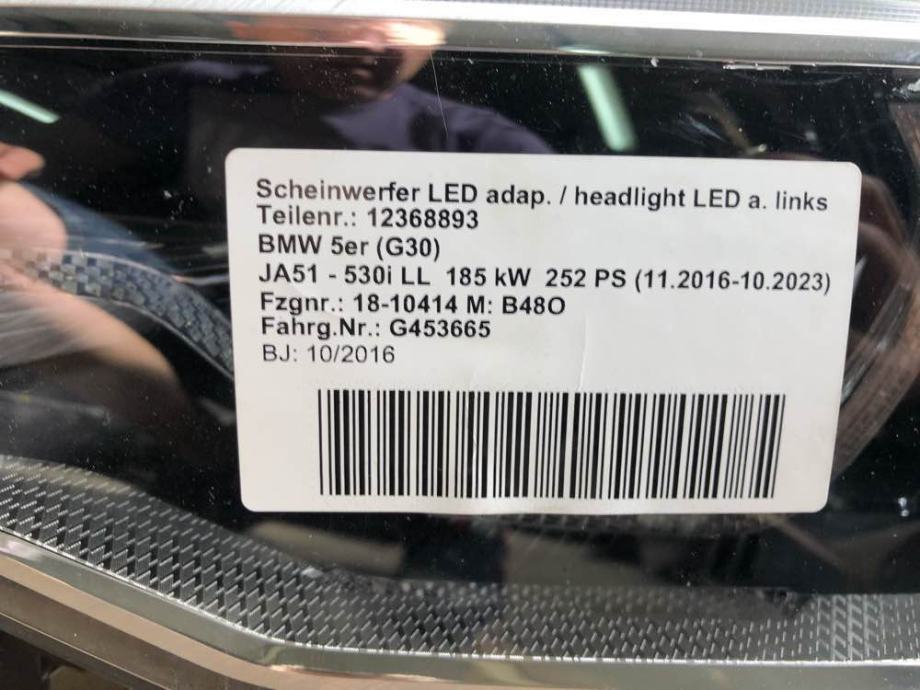 Scheinwerfer LED adap. / headlight LED a. links
Teilenr.: 12368893
BMW 5er (G30)
JA51 - 530i LL 185 kW 252 PS (11.2016-10.2023)
Fzgnr.: 18-10414 M: B48O
Fahrg.Nr.: G453665
BJ: 10/2016